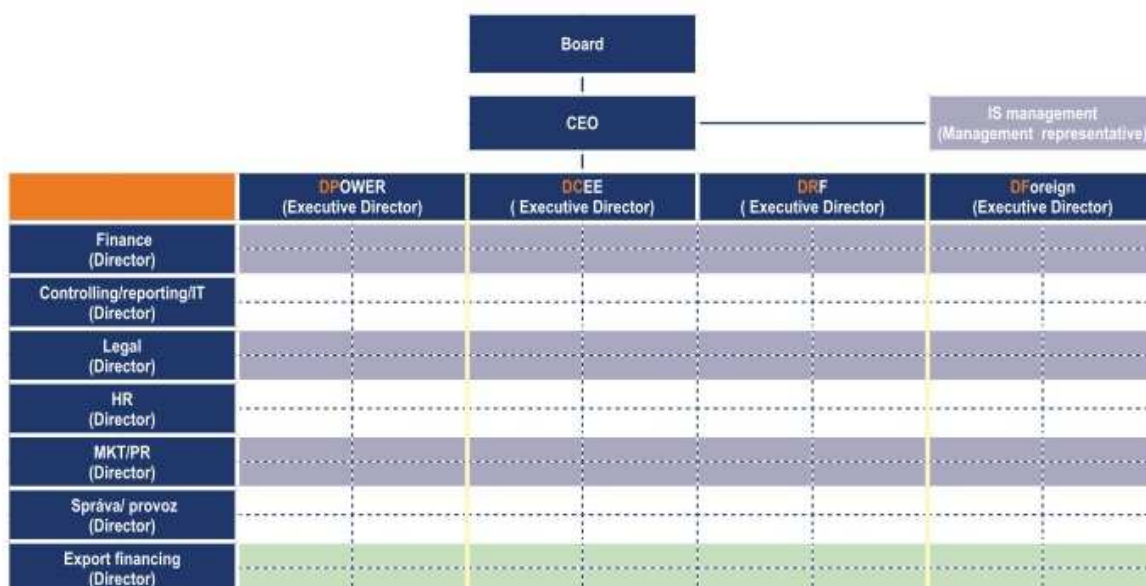 Board
CEO
IS management
(Management representative)
DPOWER
(Executive Director)
DCEE
( Executive Director)
DRF
( Executive Director)
DForeign
(Executive Director)
Finance
(Director)
Controlling/reporting/IT
(Director)
Legal
(Director)
HR
(Director)
MKT/PR
(Director)
Správa/ provoz
(Director)
Export financing
(Director)